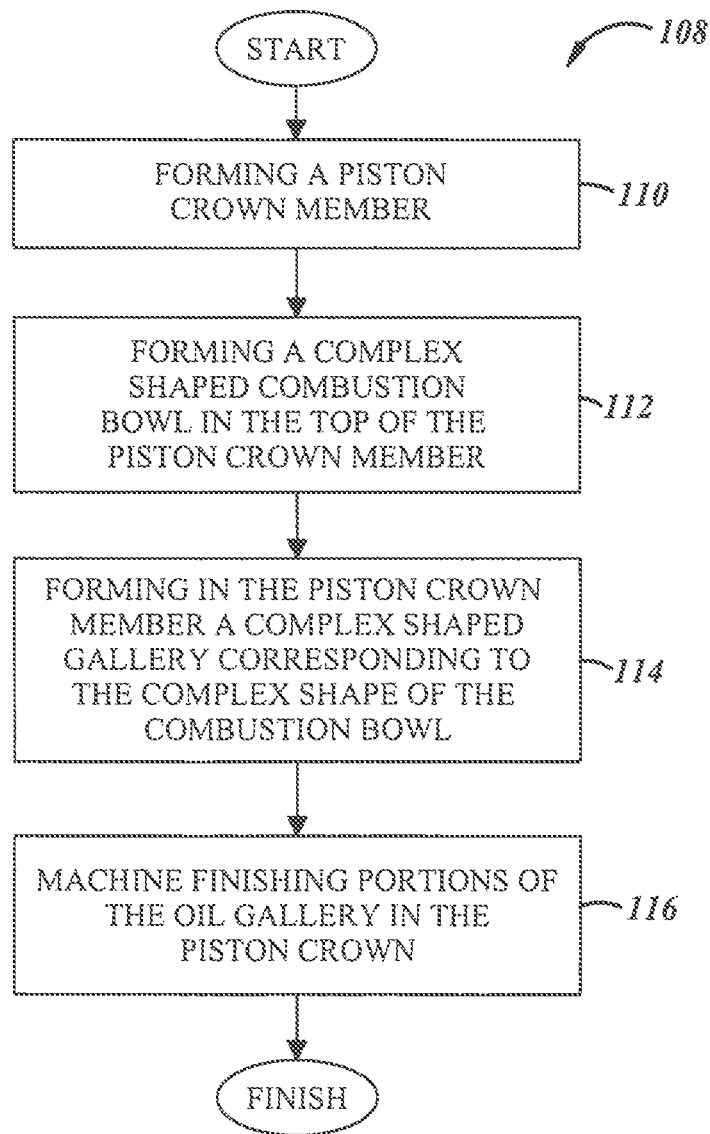 START
108
FORMING A PISTON
CROWN MEMBER
110
FORMING A COMPLEX
SHAPED COMBUSTION
BOWL IN THE TOP OF THE
PISTON CROWN MEMBER
112
FORMING IN THE PISTON CROWN
MEMBER A COMPLEX SHAPED
GALLERY CORRESPONDING TO
THE COMPLEX SHAPE OF THE
COMBUSTION BOWL
114
MACHINE FINISHING PORTIONS OF
THE OIL GALLERY IN THE
PISTON CROWN
116
FINISH